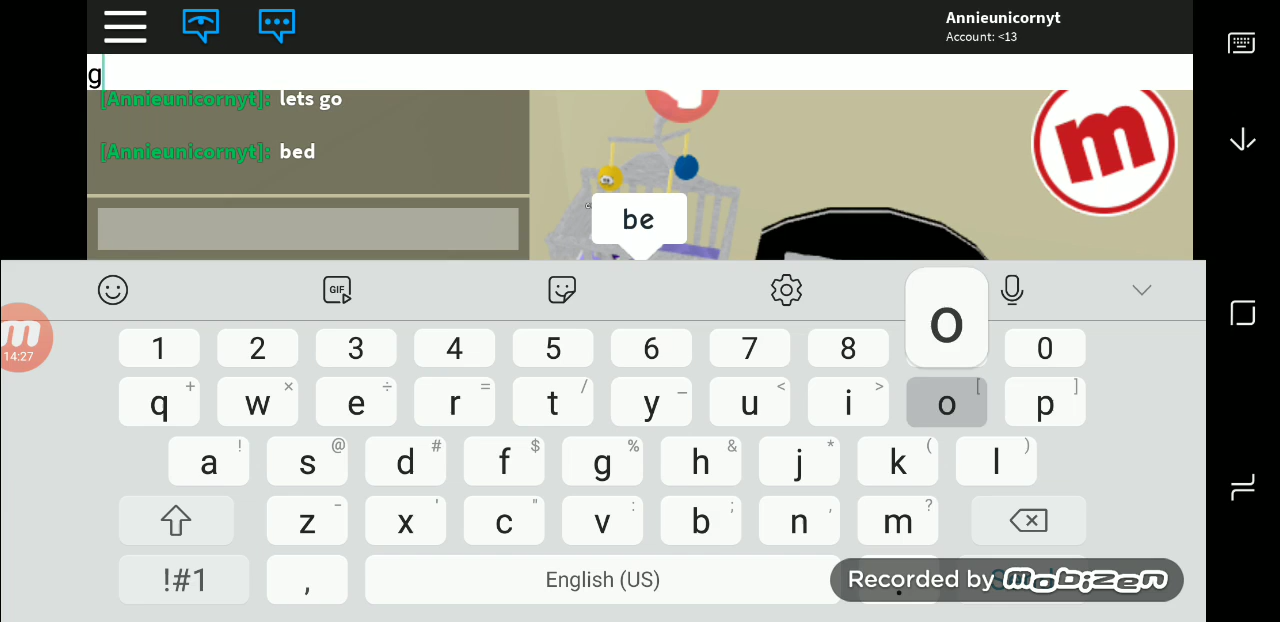 Annieunicornyt
Account: <13
g
[Annieunicornyt]: lets go
[Annieunicornyt]: bed
be
m
GIF
o
m
14:27
1 2 3 4 5 6 7 8 0
q + w × e ÷ r = t / y _ u < i > o [ p ]
a ! s @ d # f $ g % h & j * k ( l )
z - x ' c " v : b ; n , m ?
!#1 , English (US) .
Recorded by mobizen